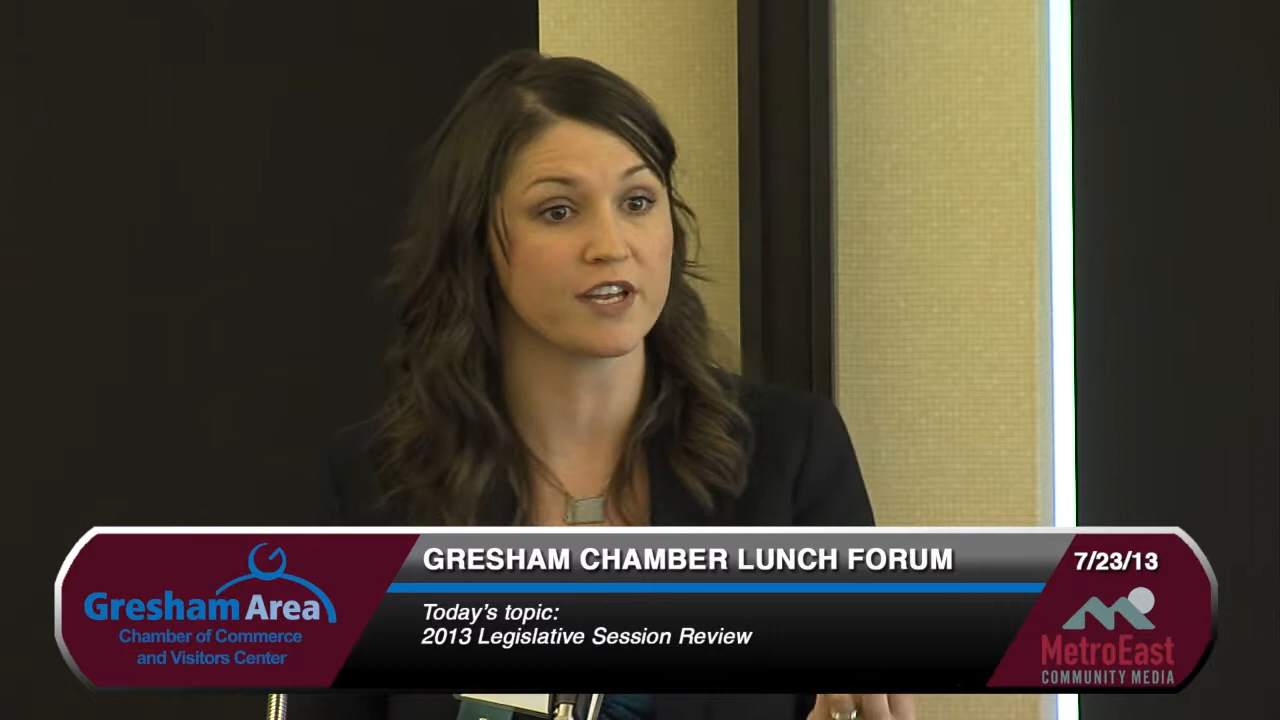 GRESHAM CHAMBER LUNCH FORUM
7/23/13
Gresham Area
Chamber of Commerce
and Visitors Center
Today's topic:
2013 Legislative Session Review
MetroEast
COMMUNITY MEDIA